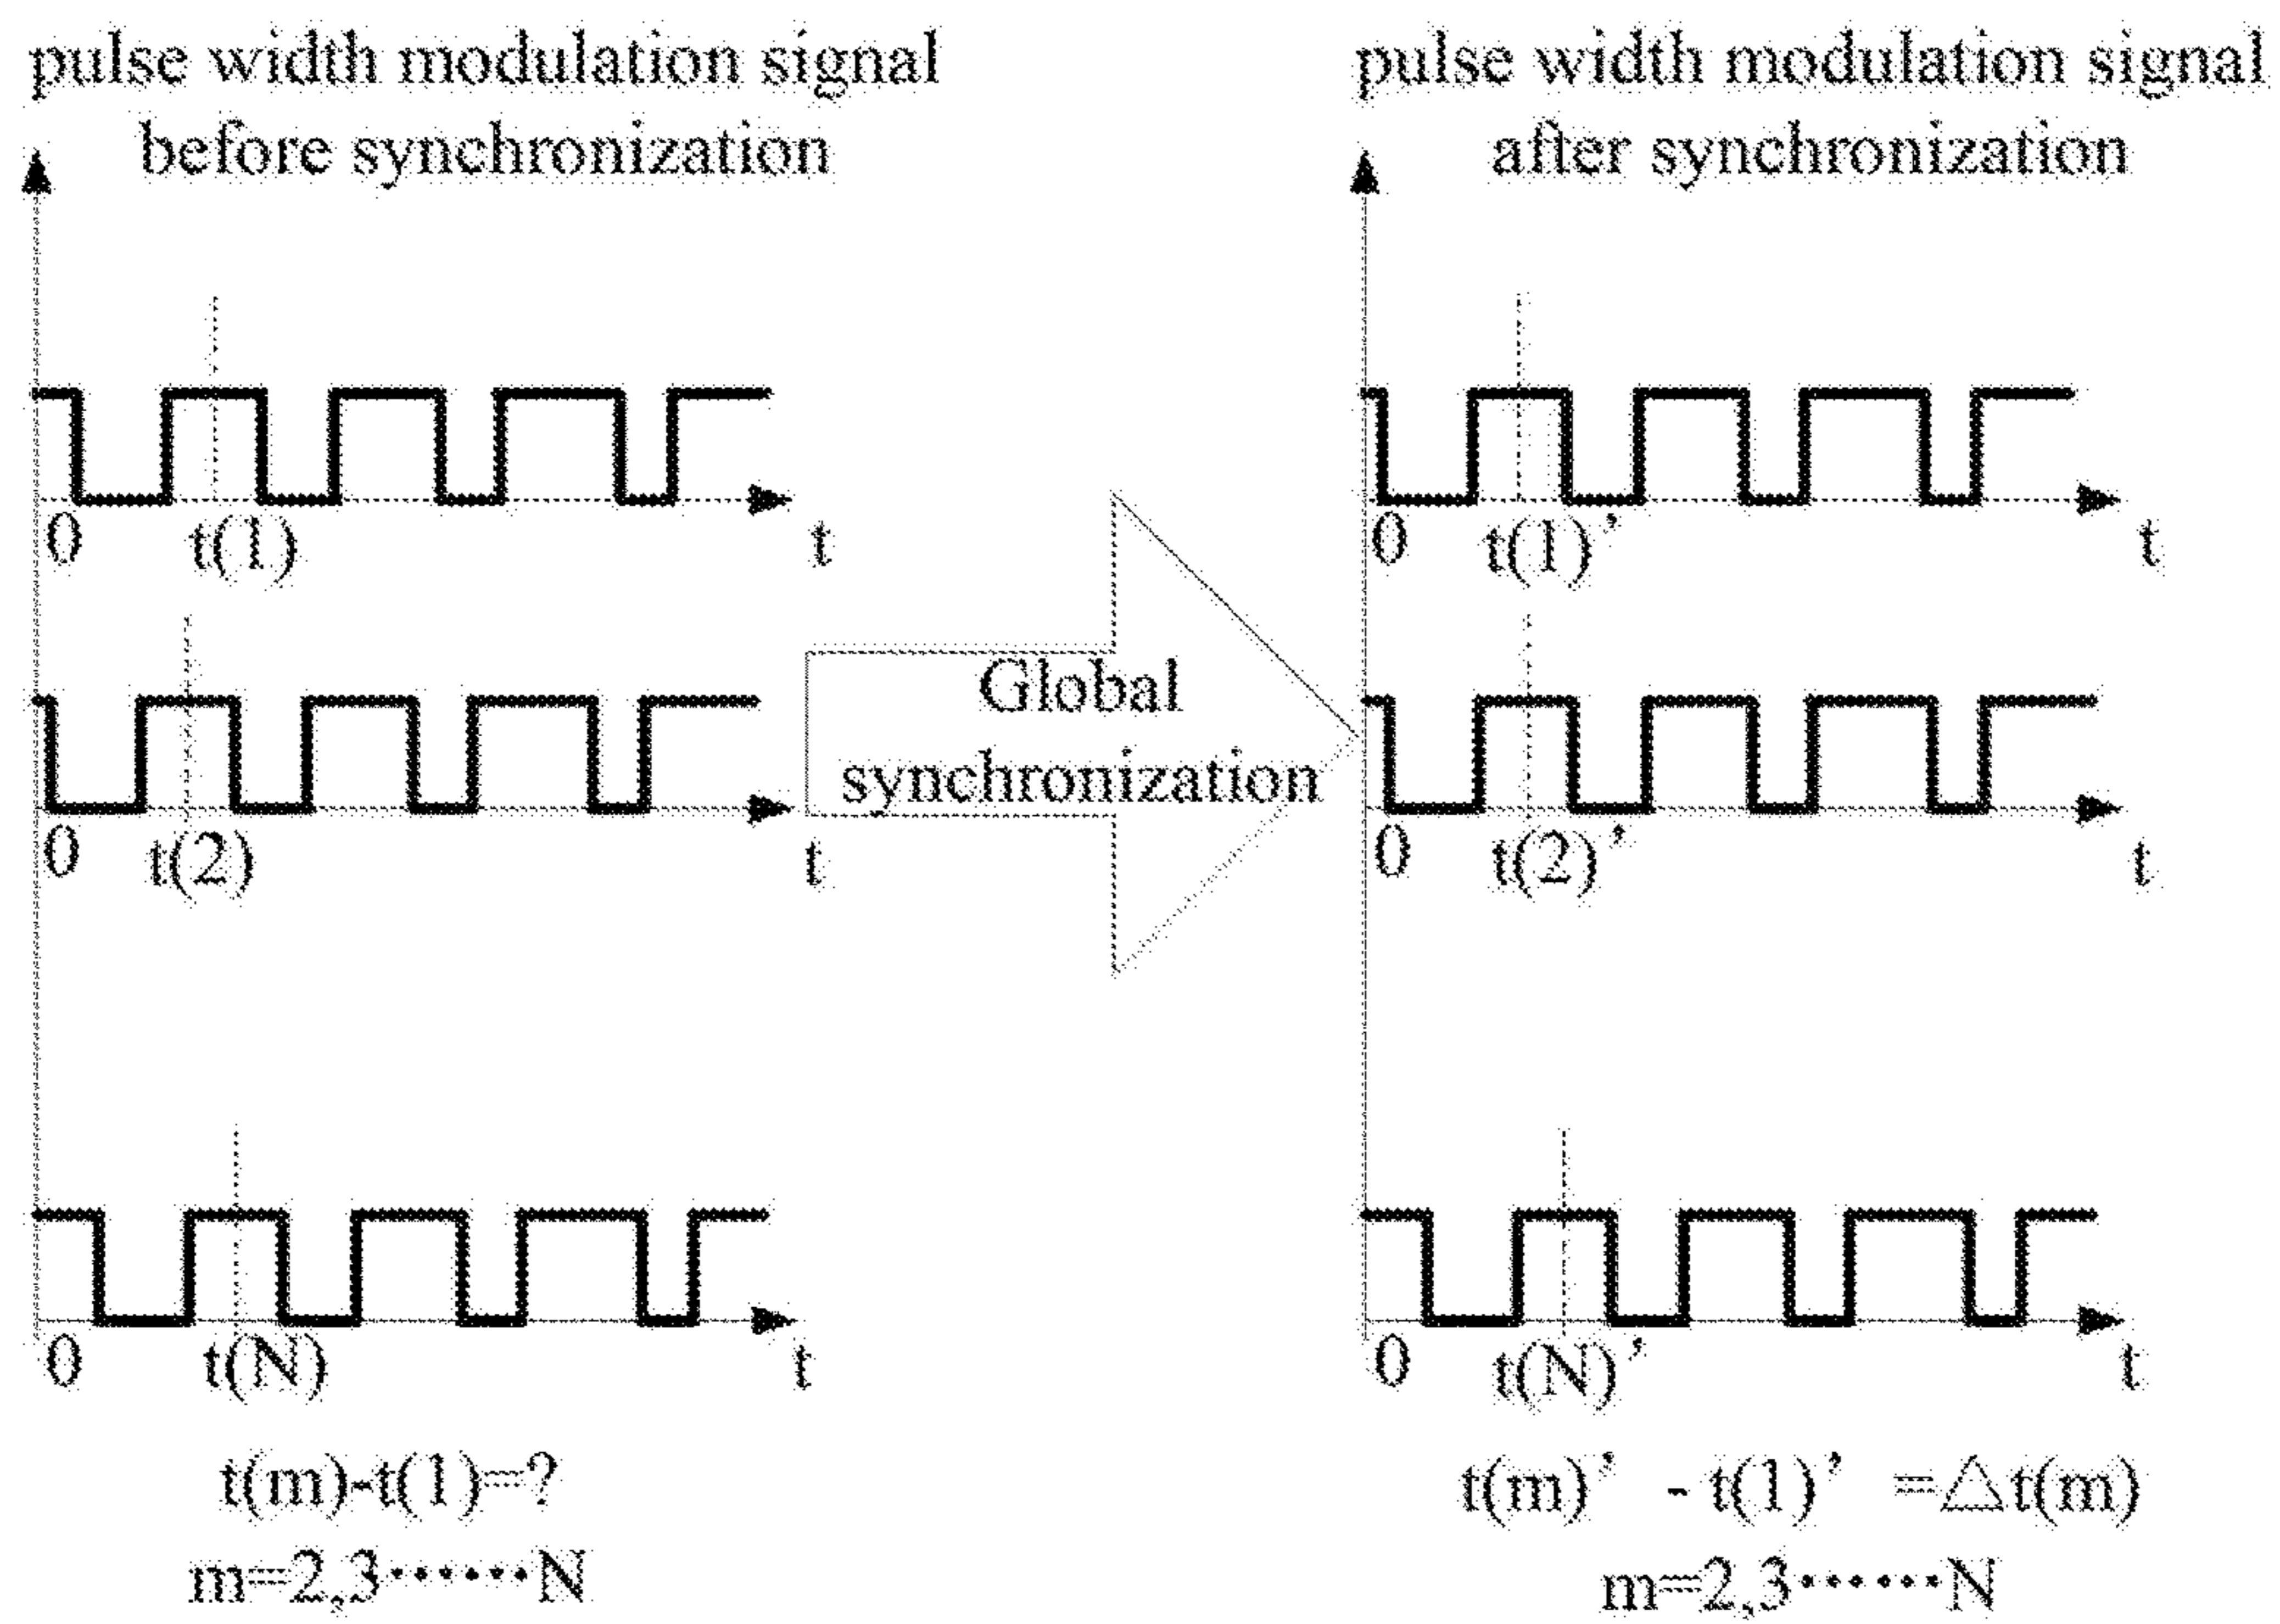 pulse width modulation signal
before synchronization
0
t(1)
t
0
t(2)
t
0
t(N)
t
t(m)-t(1)=?
m=2,3······N
Global
synchronization
pulse width modulation signal
after synchronization
0
t(1)’
t
0
t(2)’
t
0
t(N)’
t
t(m)’ - t(1)’ =△t(m)
m=2,3······N